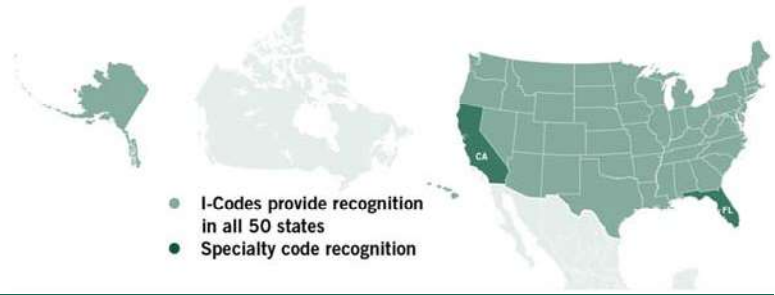 CA
FL
I-Codes provide recognition
in all 50 states
Specialty code recognition